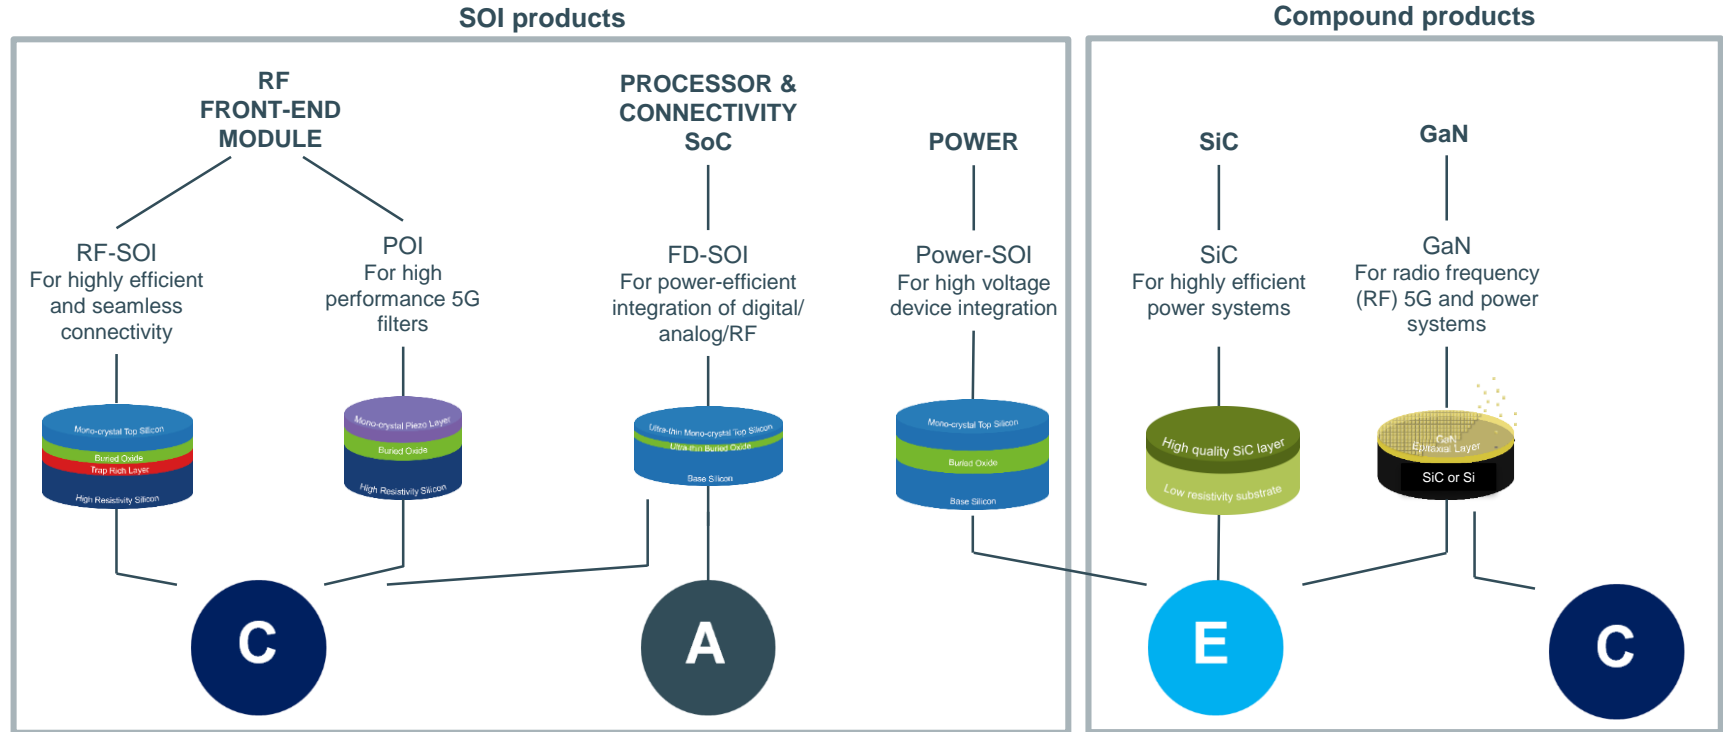 SOI products
Compound products
RF
FRONT-END
MODULE
PROCESSOR &
CONNECTIVITY
SoC
POWER
SiC
GaN
RF-SOI
For highly efficient
and seamless
connectivity
POI
For high
performance 5G
filters
FD-SOI
For power-efficient
integration of digital/
analog/RF
Power-SOI
For high voltage
device integration
SiC
For highly efficient
power systems
GaN
For radio frequency
(RF) 5G and power
systems
Mono-crystal Top Silicon
Buried Oxide
Trap Rich Layer
High Resistivity Silicon
Mono-crystal Piezo Layer
Buried Oxide
High Resistivity Silicon
Ultra-thin Mono-crystal Top Silicon
Ultra-thin Buried Oxide
Base Silicon
Mono-crystal Top Silicon
Buried Oxide
Base Silicon
High quality SiC layer
Low resistivity substrate
GaN
Epitaxial Layer
SiC or Si
C
A
E
C